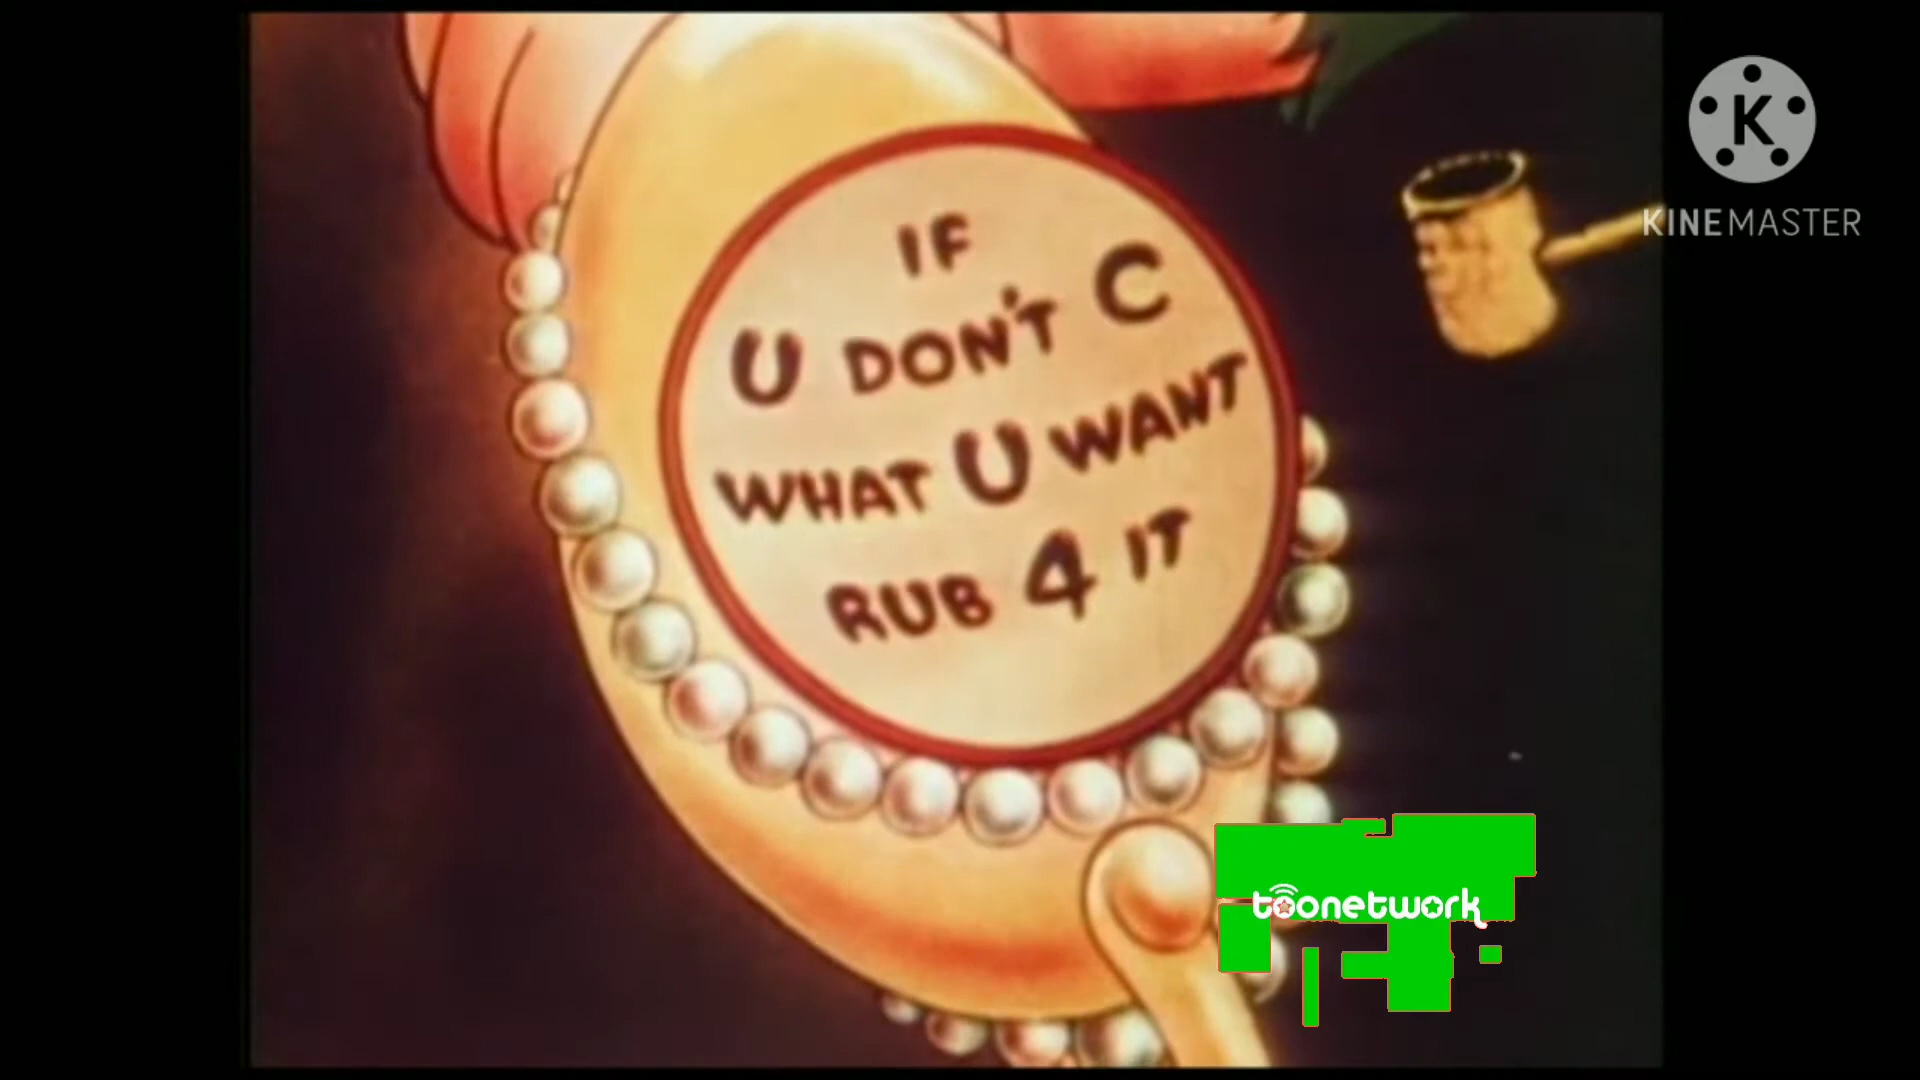 IF
U DON'T C
WHAT U WANT
RUB 4 IT
K
KINEMASTER
toonetwork